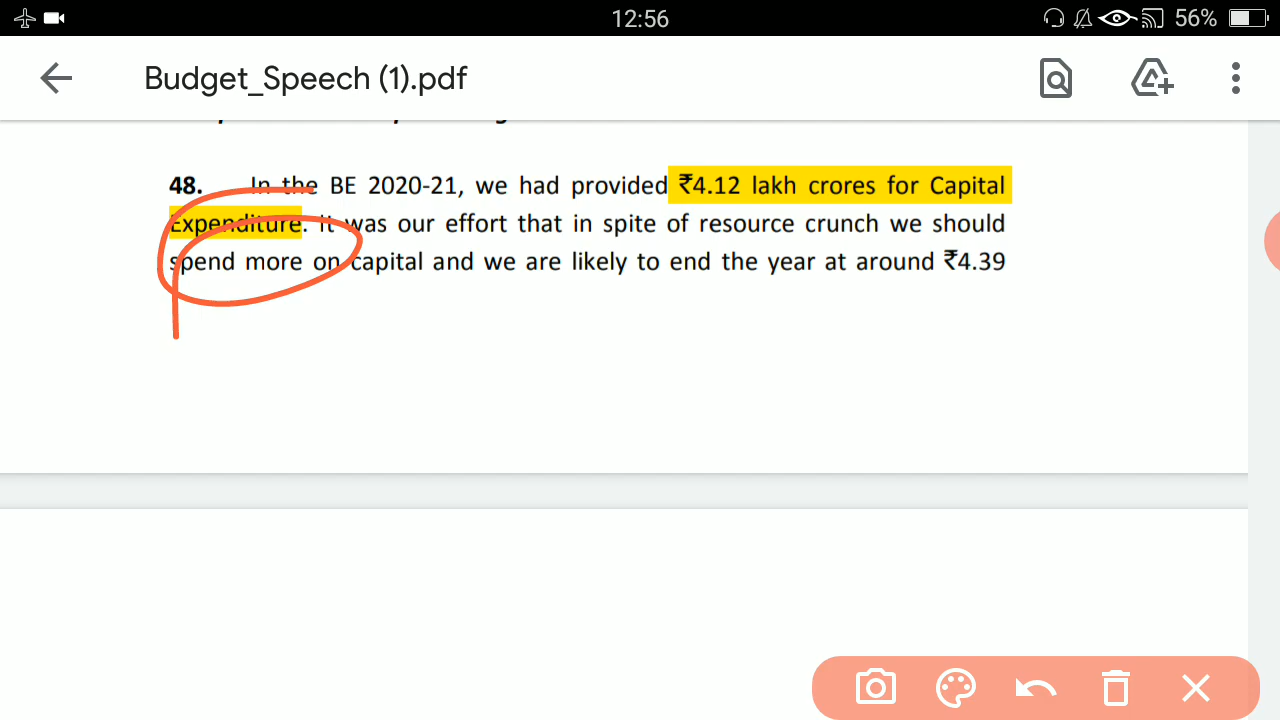 12:56
56%
Budget_Speech (1).pdf
48. In the BE 2020-21, we had provided ₹4.12 lakh crores for Capital
Expenditure. It was our effort that in spite of resource crunch we should
spend more on capital and we are likely to end the year at around ₹4.39